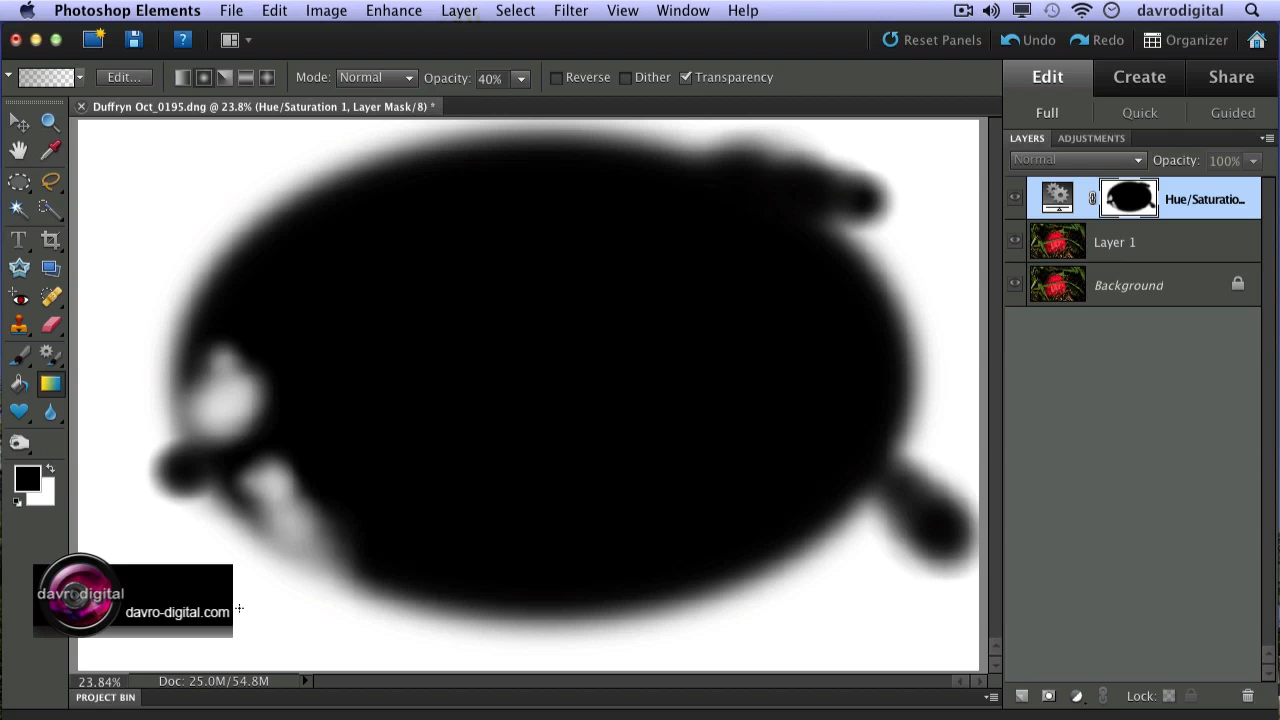 Photoshop Elements File Edit Image Enhance Layer Select Filter View Window Help davrodigital
? Reset Panels Undo Redo Organizer
Edit... Mode: Normal Opacity: 40% Reverse Dither Transparency Edit Create Share
Duffryn Oct_0195.dng @ 23.8% (Hue/Saturation 1, Layer Mask/8) * Full Quick Guided
LAYERS ADJUSTMENTS
Normal Opacity: 100%
Hue/Saturatio...
T Layer 1
Background
davrodigital
davro-digital.com
23.84% Doc: 25.0M/54.8M
PROJECT BIN Lock: